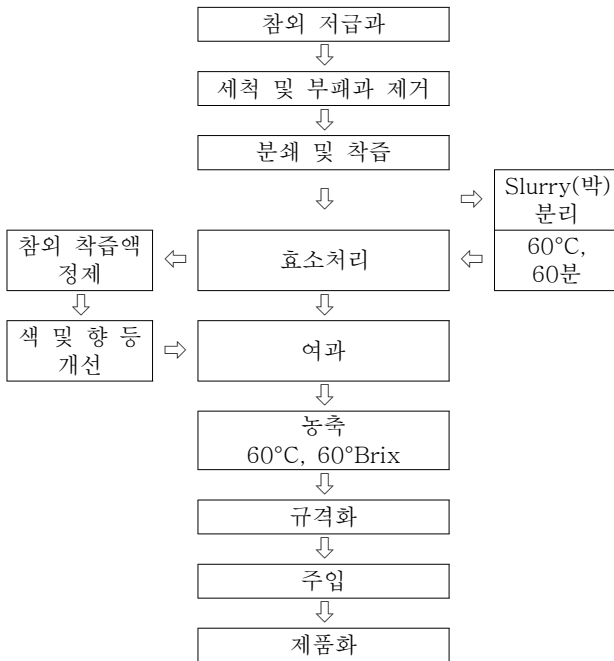 참외 저급과
세척 및 부패과 제거
분쇄 및 착즙
Slurry(박)
분리
참외 착즙액
정제
효소처리
60°C,
60분
색 및 향 등
개선
여과
농축
60°C, 60°Brix
규격화
주입
제품화